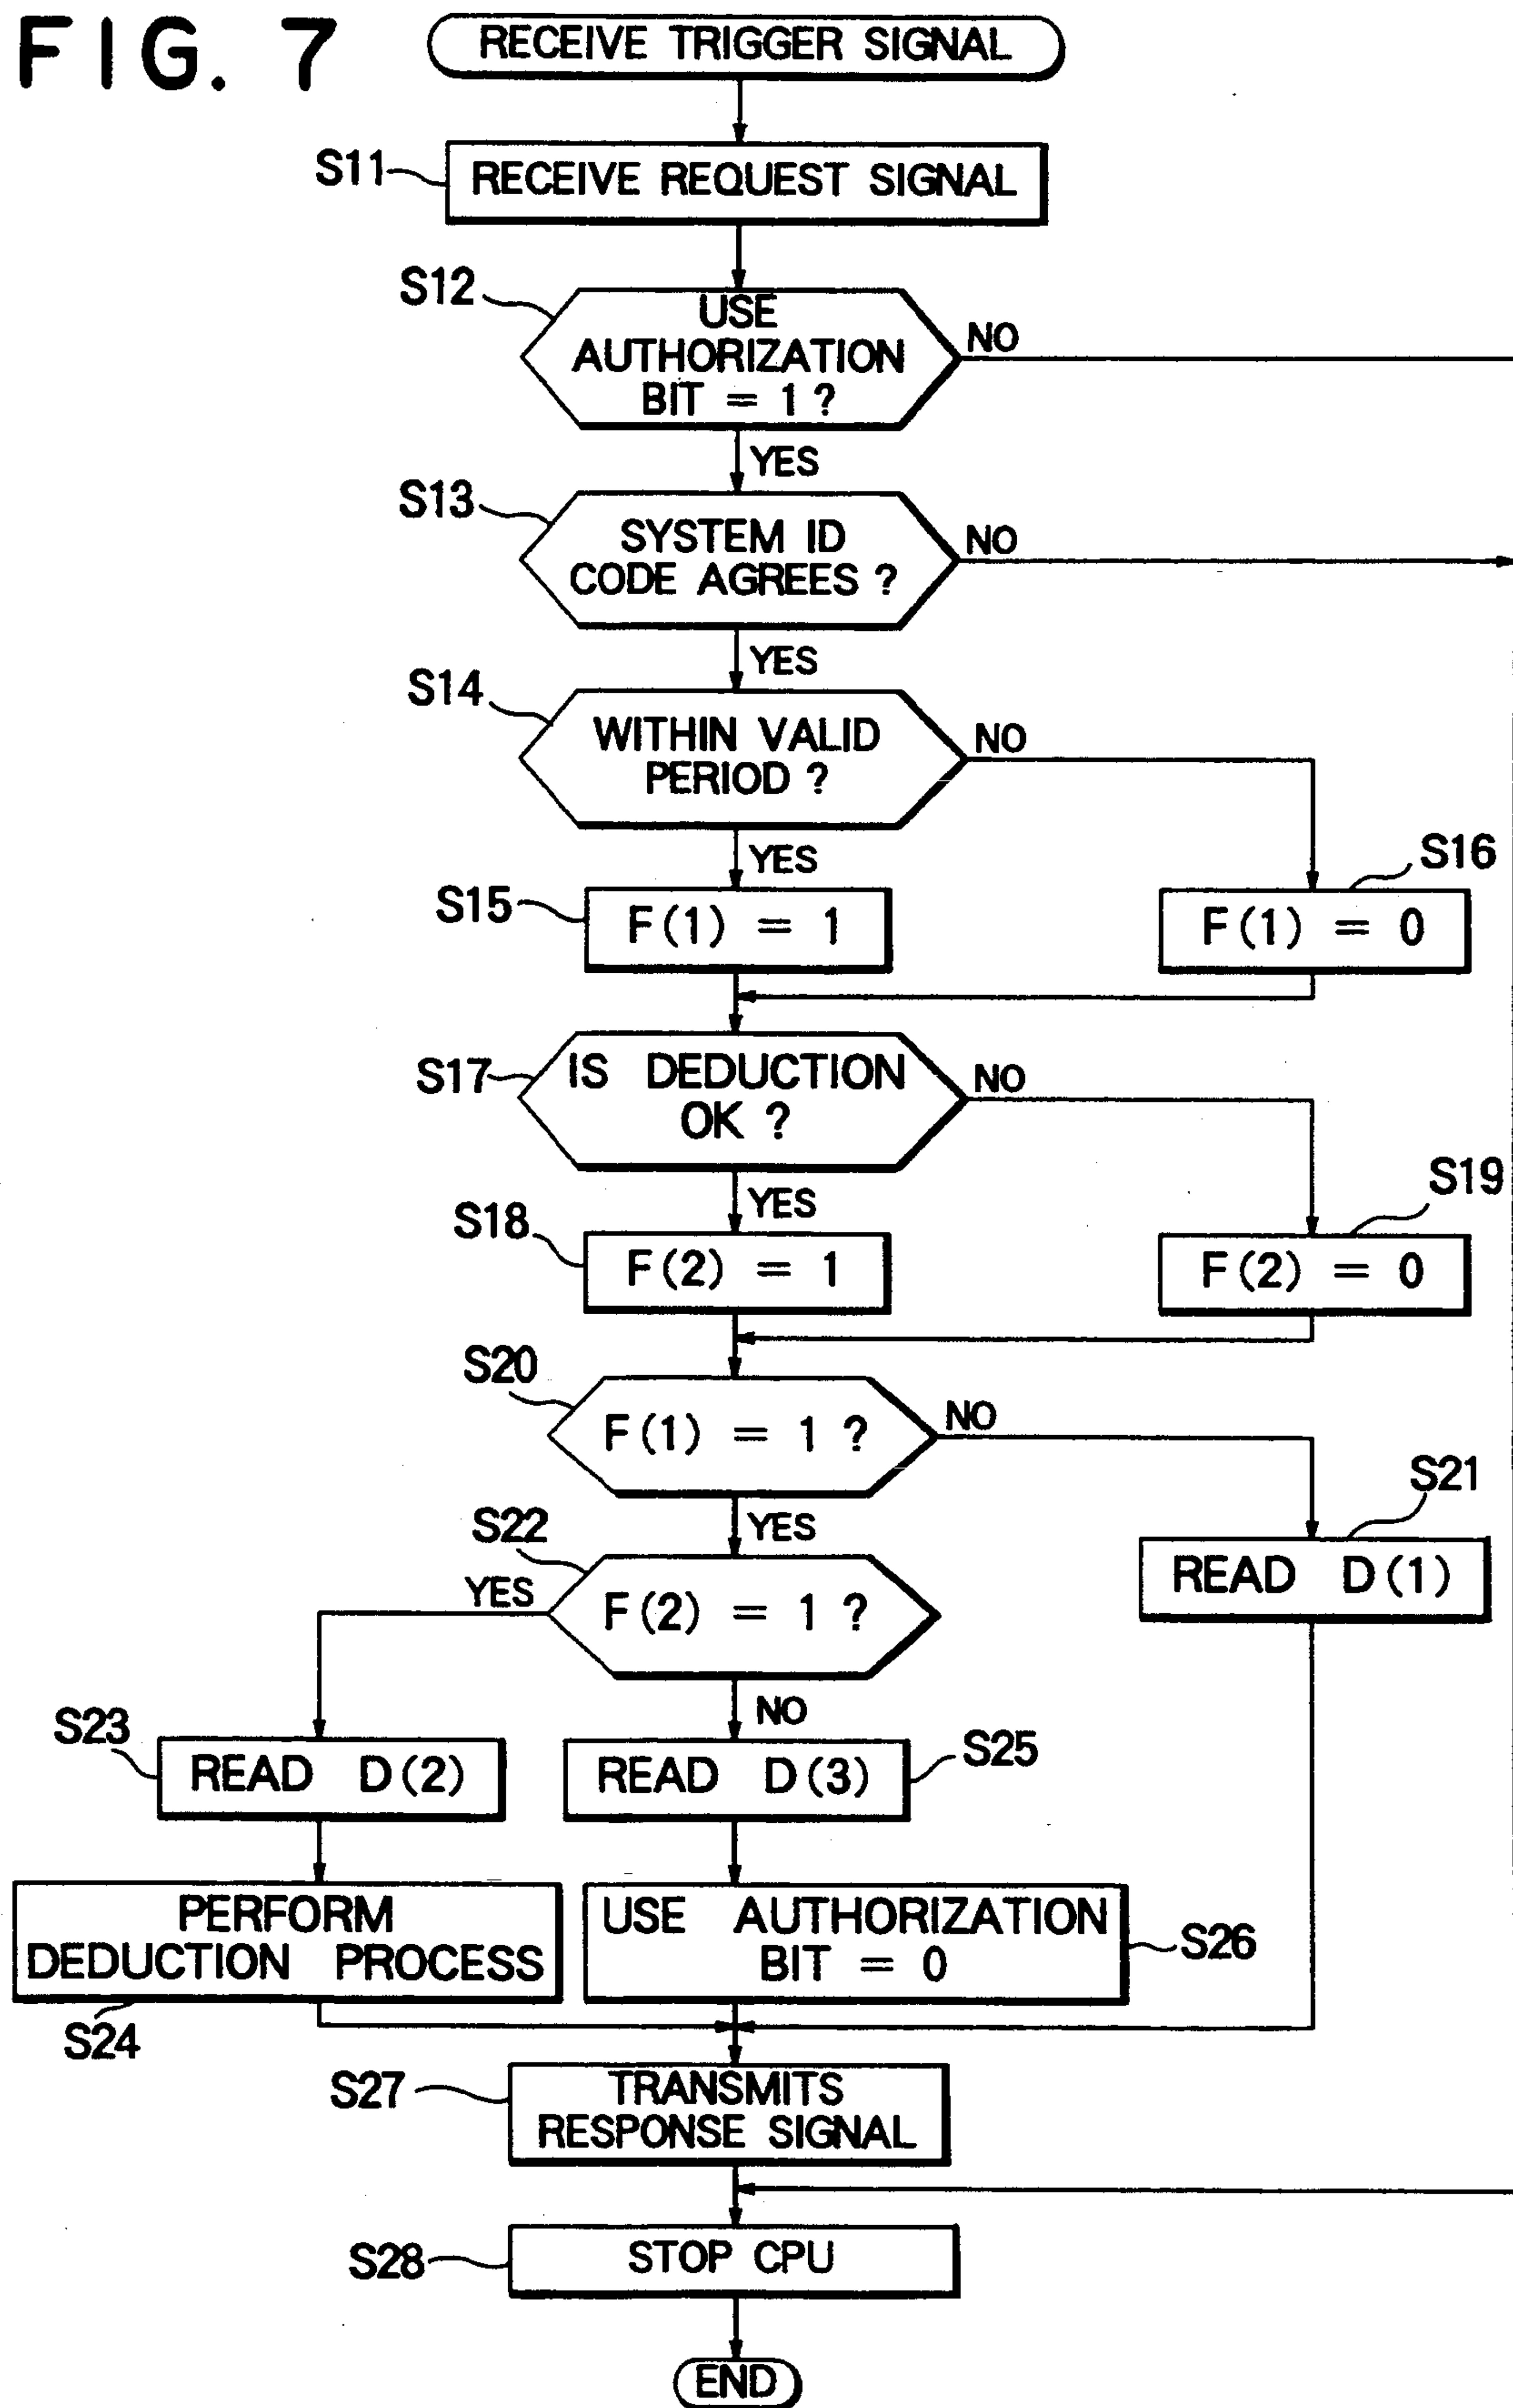 FIG. 7
RECEIVE TRIGGER SIGNAL
S11
RECEIVE REQUEST SIGNAL
S12
USE
AUTHORIZATION
BIT = 1 ?
NO
YES
S13
SYSTEM ID
CODE AGREES ?
NO
YES
S14
WITHIN VALID
PERIOD ?
NO
YES
S15
F(1) = 1
S16
F(1) = 0
S17
IS DEDUCTION
OK ?
NO
YES
S18
F(2) = 1
S19
F(2) = 0
S20
F(1) = 1 ?
NO
YES
S21
READ D(1)
S22
F(2) = 1 ?
YES
NO
S23
READ D(2)
READ D(3)
S25
PERFORM
DEDUCTION PROCESS
S24
USE AUTHORIZATION
BIT = 0
S26
S27
TRANSMITS
RESPONSE SIGNAL
S28
STOP CPU
END